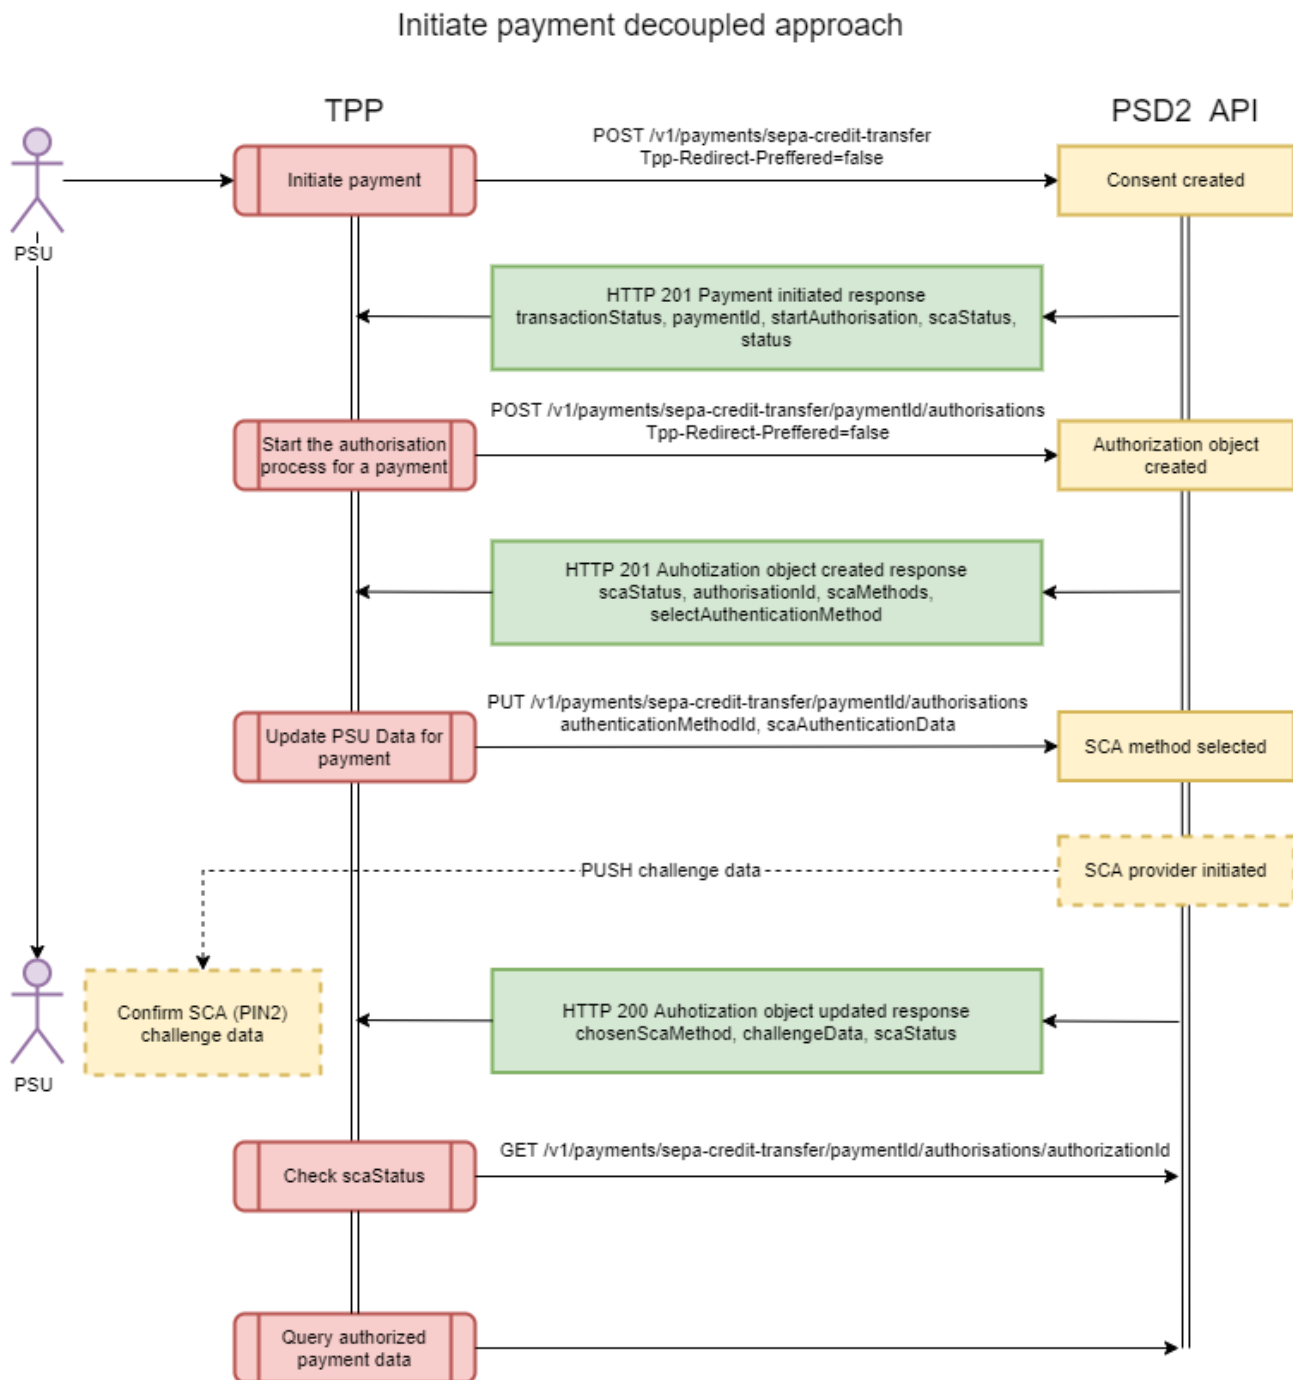 Initiate payment decoupled approach
TPP
PSD2 API
POST /v1/payments/sepa-credit-transfer
Tpp-Redirect-Preffered=false
Initiate payment
Consent created
PSU
HTTP 201 Payment initiated response
transactionStatus, paymentId, startAuthorisation, scaStatus,
status
POST /v1/payments/sepa-credit-transfer/paymentId/authorisations
Tpp-Redirect-Preffered=false
Start the authorisation
process for a payment
Authorization object
created
HTTP 201 Auhotization object created response
scaStatus, authorisationId, scaMethods,
selectAuthenticationMethod
PUT /v1/payments/sepa-credit-transfer/paymentId/authorisations
authenticationMethodId, scaAuthenticationData
Update PSU Data for
payment
SCA method selected
PUSH challenge data
SCA provider initiated
Confirm SCA (PIN2)
challenge data
HTTP 200 Auhotization object updated response
chosenScaMethod, challengeData, scaStatus
PSU
GET /v1/payments/sepa-credit-transfer/paymentId/authorisations/authorizationId
Check scaStatus
Query authorized
payment data